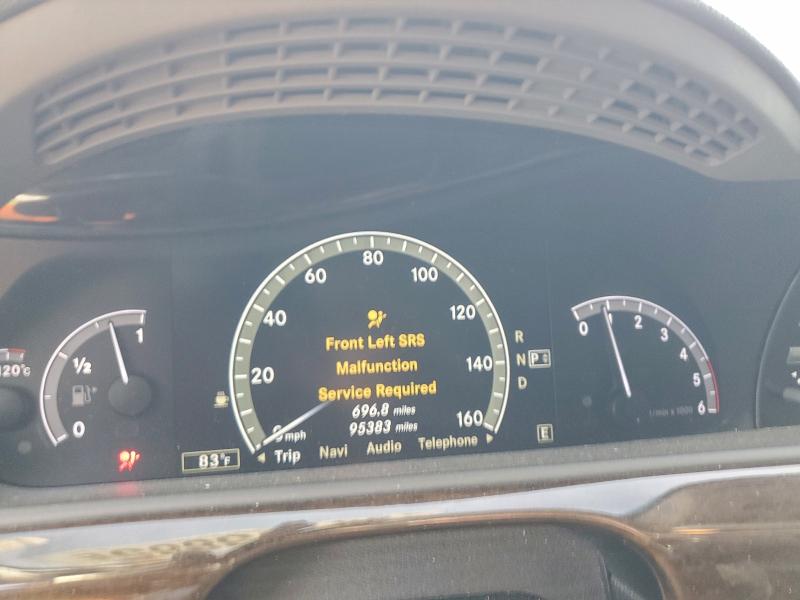 80
60
100
40
120
20
140
0 mph
160
Front Left SRS
Malfunction
Service Required
696.8 miles
95383 miles
Trip Navi Audio Telephone
120°C
1
½
0
83°F
R
N P
D
E
0
2
3
4
5
6
1/min x 1000